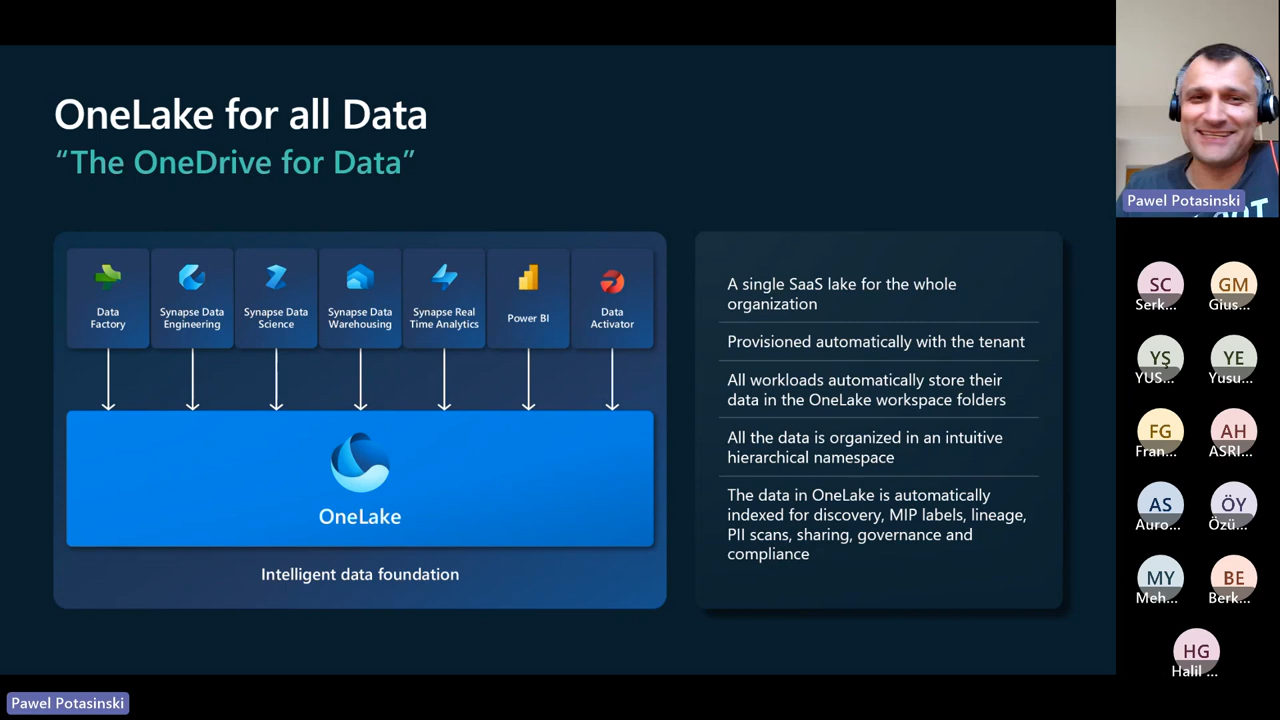 OneLake for all Data
“The OneDrive for Data”
Data
Factory
Synapse Data
Engineering
Synapse Data
Science
Synapse Data
Warehousing
Synapse Real
Time Analytics
Power BI
Data
Activator
OneLake
Intelligent data foundation
A single SaaS lake for the whole
organization
Provisioned automatically with the tenant
All workloads automatically store their
data in the OneLake workspace folders
All the data is organized in an intuitive
hierarchical namespace
The data in OneLake is automatically
indexed for discovery, MIP labels, lineage,
PII scans, sharing, governance and
compliance
Pawel Potasinski
SC
Serk...
GM
Gius...
YŞ
YUS...
YE
Yusu...
FG
Fran...
AH
ASRI...
AS
Auro...
ÖY
Özü...
MY
Meh...
BE
Berk...
HG
Halil ...
Pawel Potasinski